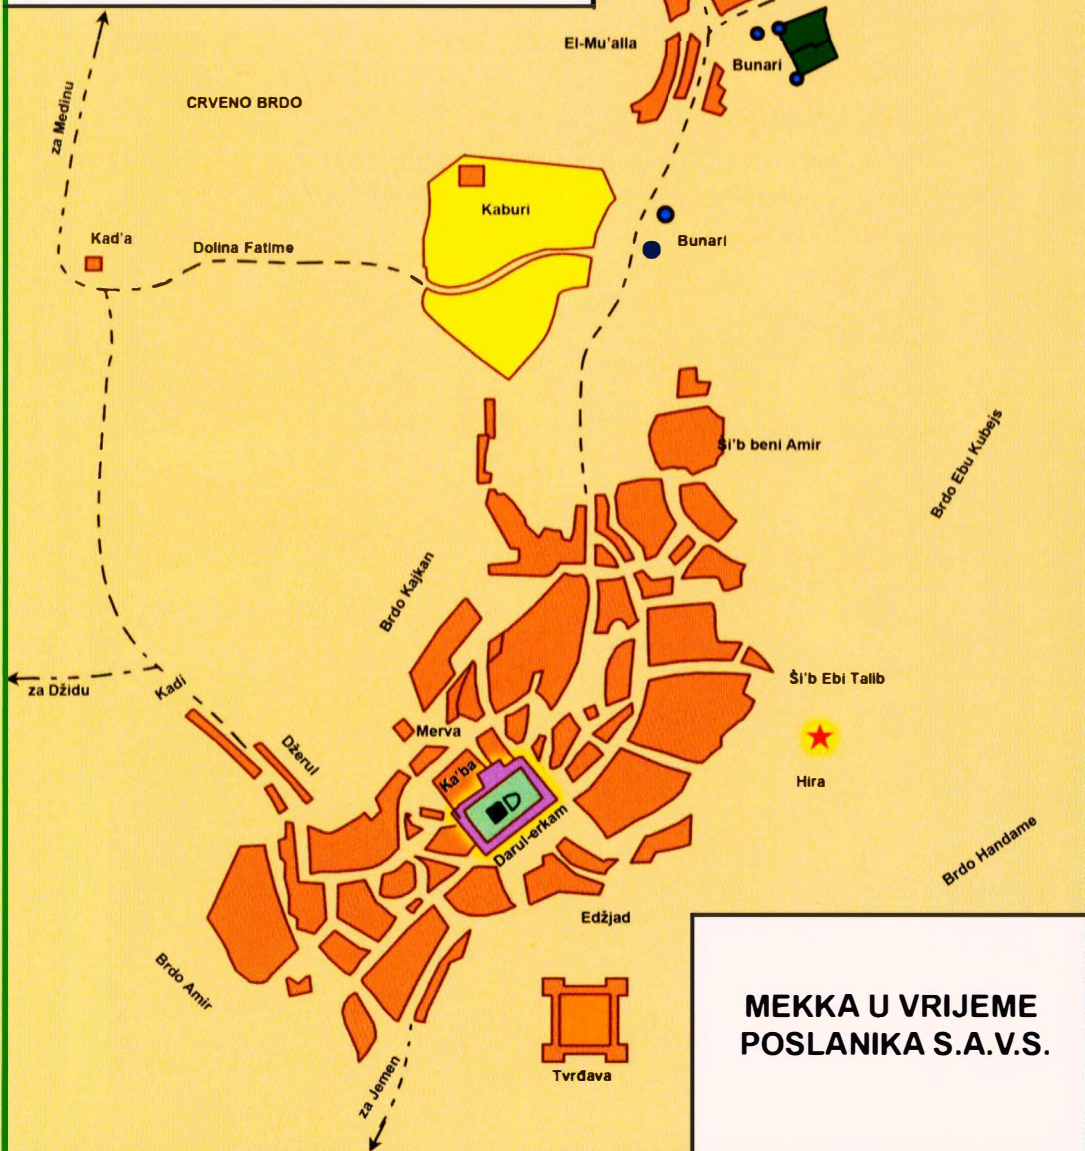 El-Mu'alla
Bunari
za Medinu
CRVENO BRDO
Kaburi
Kad'a
Dolina Fatime
Bunari
Ši'b beni Amir
Brdo Ebu Kubejs
Brdo Kajkan
za Džidu
Kadi
Ši'b Ebi Talib
Merva
Džerul
Ka'ba
Hira
Darul-erkam
Brdo Handame
Edžjad
Brdo Amir
MEKKA U VRIJEME
POSLANIKA S.A.V.S.
Tvrđava
za Jemen